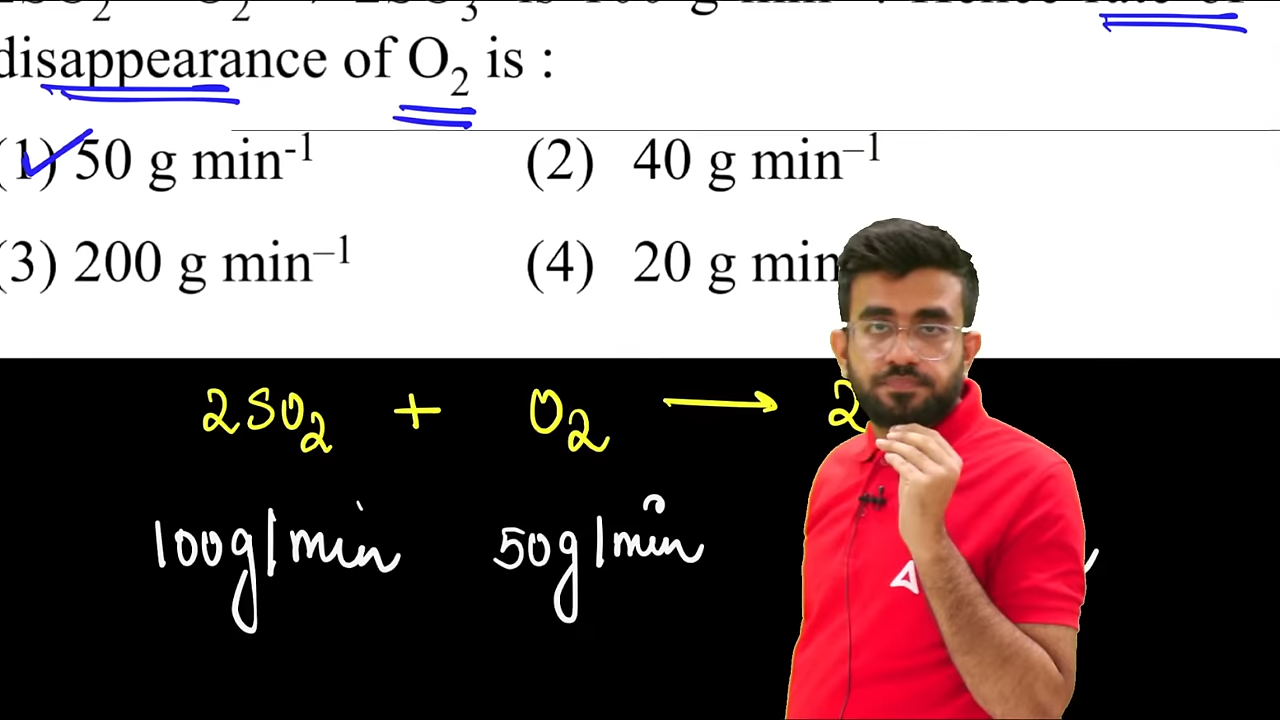 disappearance of O₂ is :
(1) 50 g min⁻¹ (2) 40 g min⁻¹
(3) 200 g min⁻¹ (4) 20 g min
2SO₂ + O₂ → 2
100g/min 50g/min